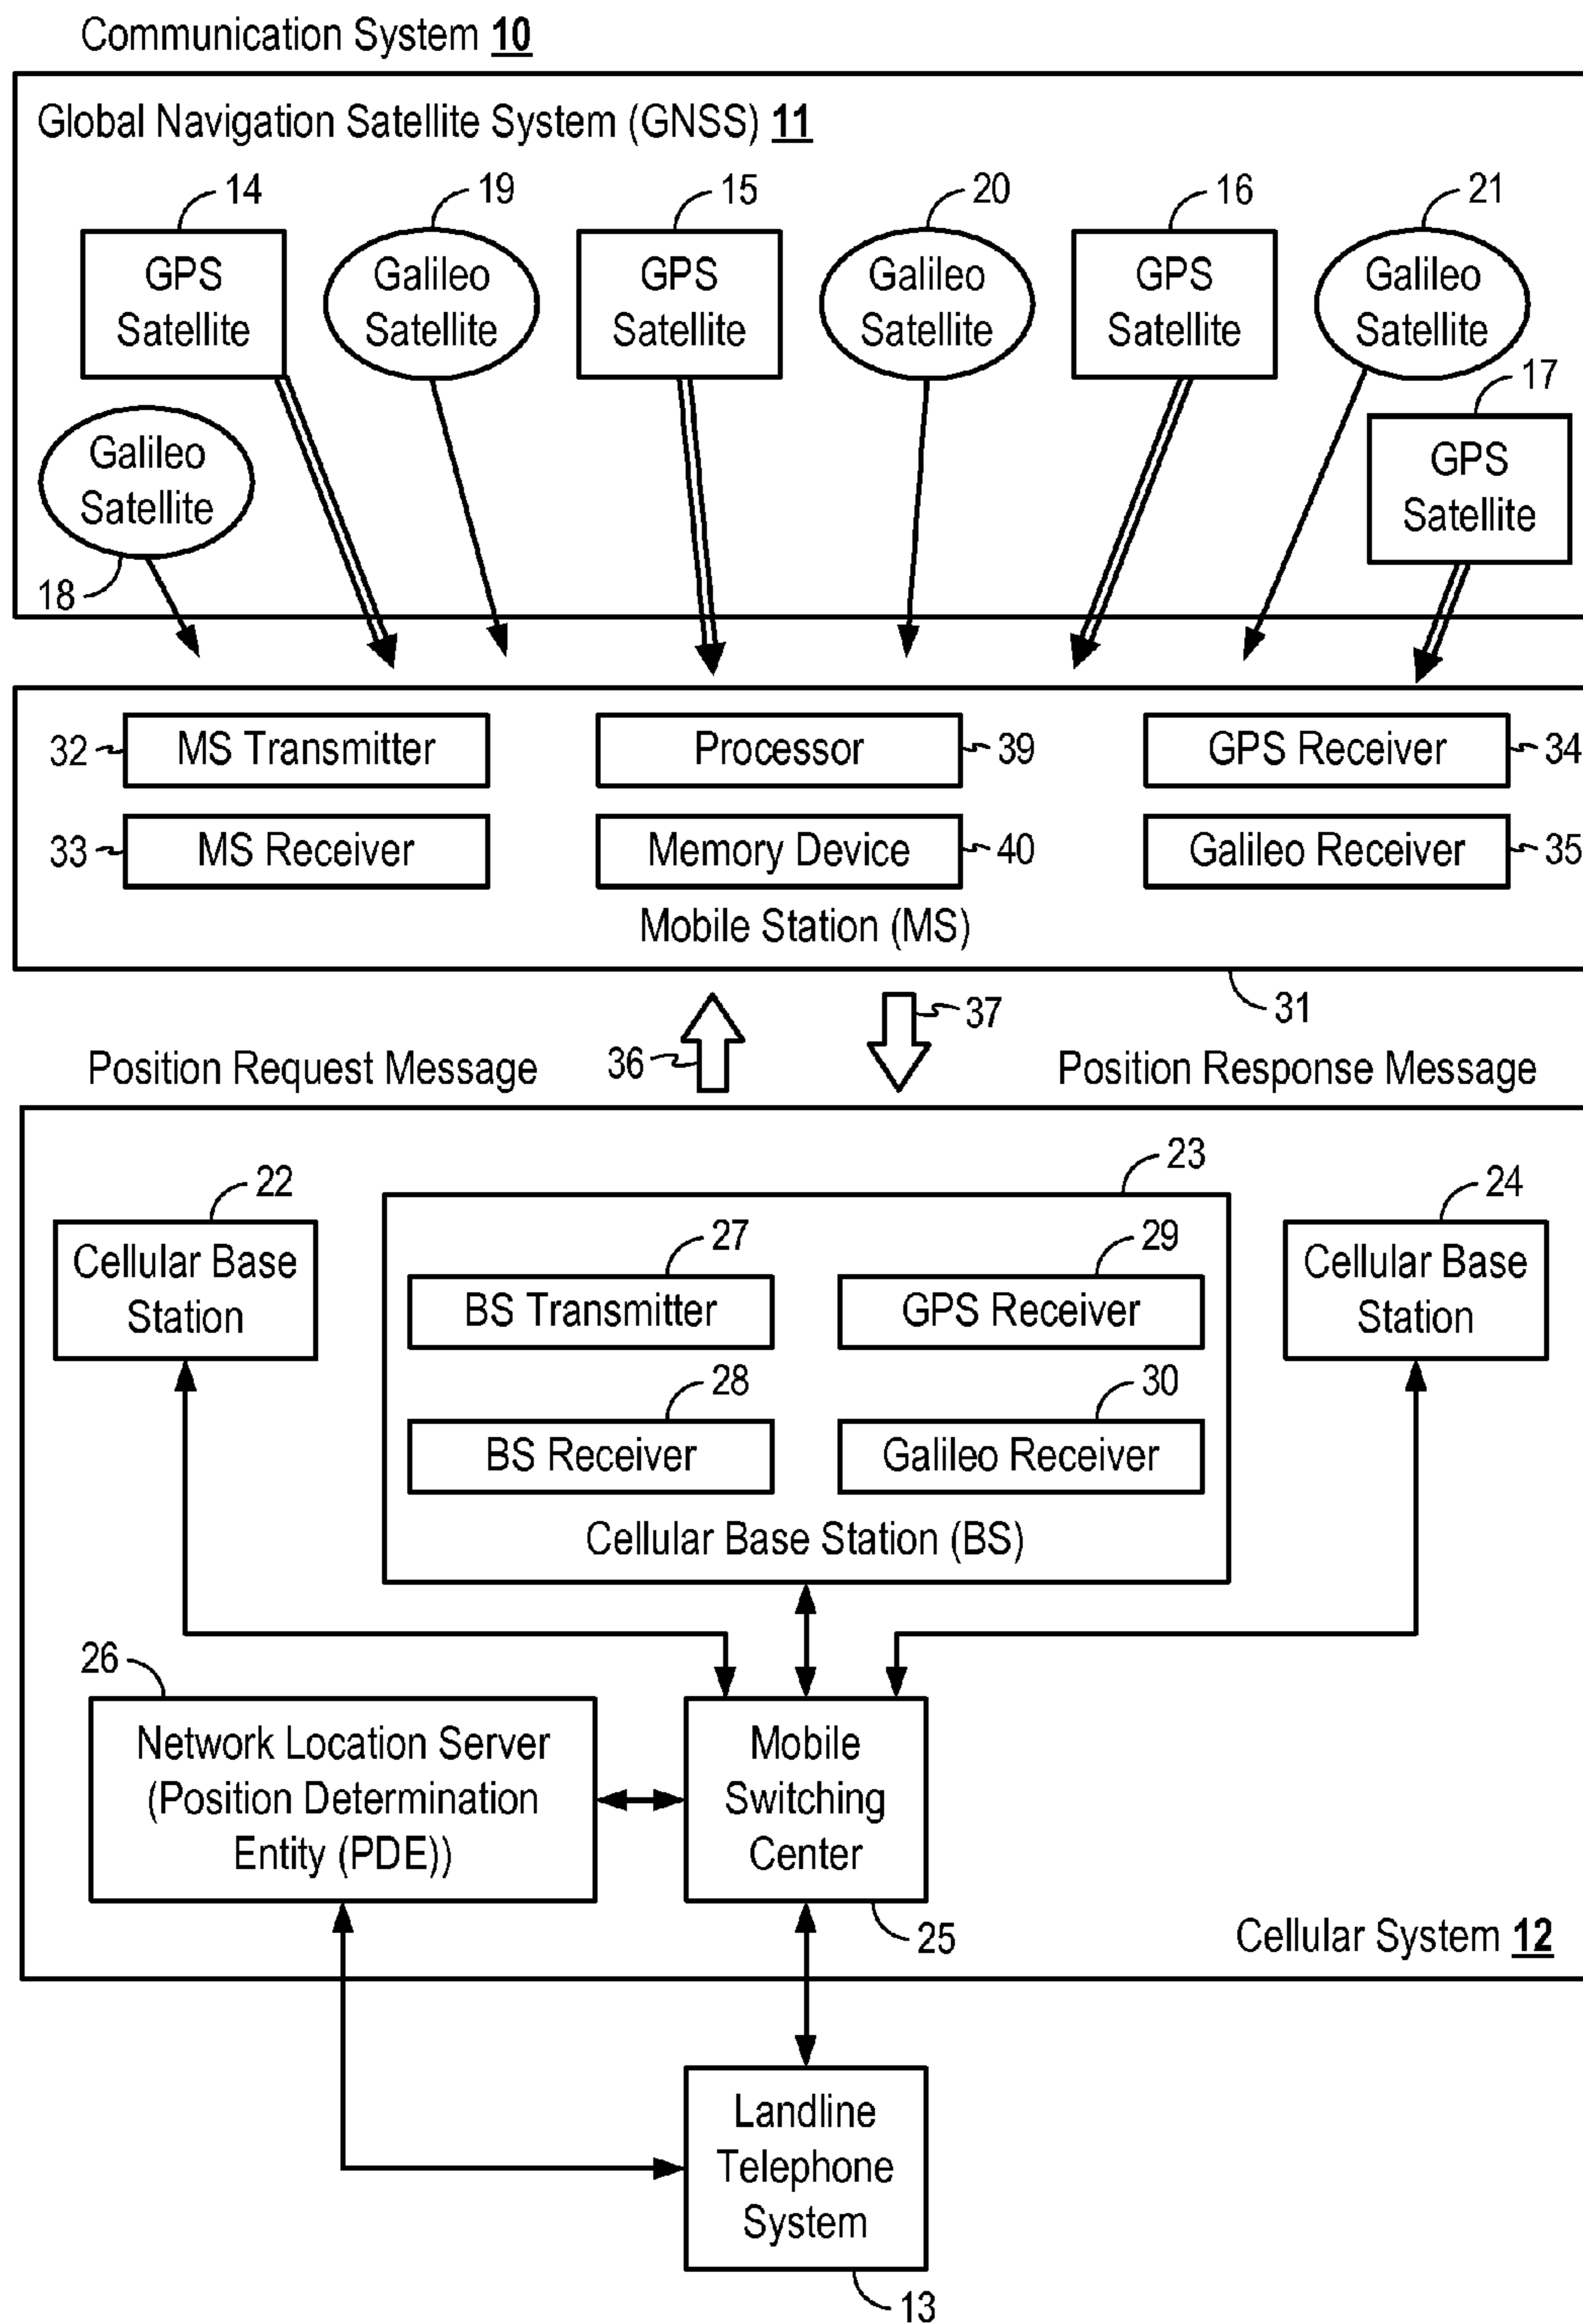 Communication System 10
Global Navigation Satellite System (GNSS) 11
14
19
15
20
16
21
GPS
Satellite
Galileo
Satellite
GPS
Satellite
Galileo
Satellite
GPS
Satellite
Galileo
Satellite
17
Galileo
Satellite
GPS
Satellite
18
32
MS Transmitter
Processor
39
GPS Receiver
34
33
MS Receiver
Memory Device
40
Galileo Receiver
35
Mobile Station (MS)
31
36
37
Position Request Message
Position Response Message
23
22
24
Cellular Base
Station
27
29
BS Transmitter
GPS Receiver
Cellular Base
Station
28
30
BS Receiver
Galileo Receiver
Cellular Base Station (BS)
26
Network Location Server
(Position Determination
Entity (PDE))
Mobile
Switching
Center
25
Cellular System 12
Landline
Telephone
System
13